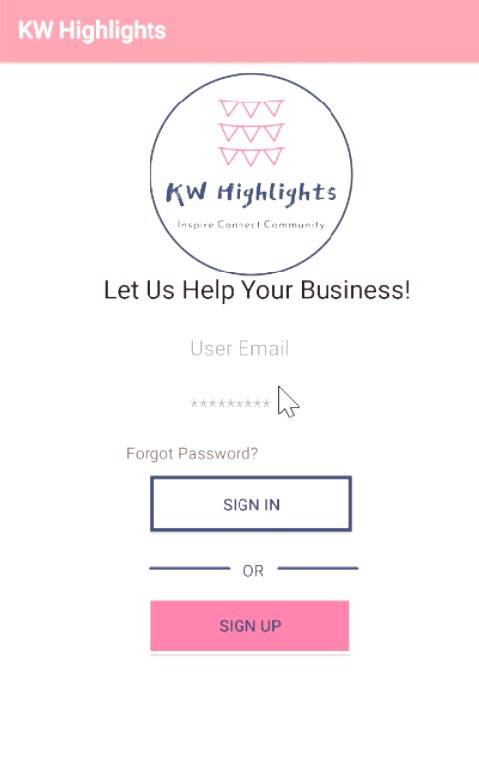 KW Highlights
KW Highlights
Inspire Connect Community
Let Us Help Your Business!
User Email
*********
Forgot Password?
SIGN IN
OR
SIGN UP